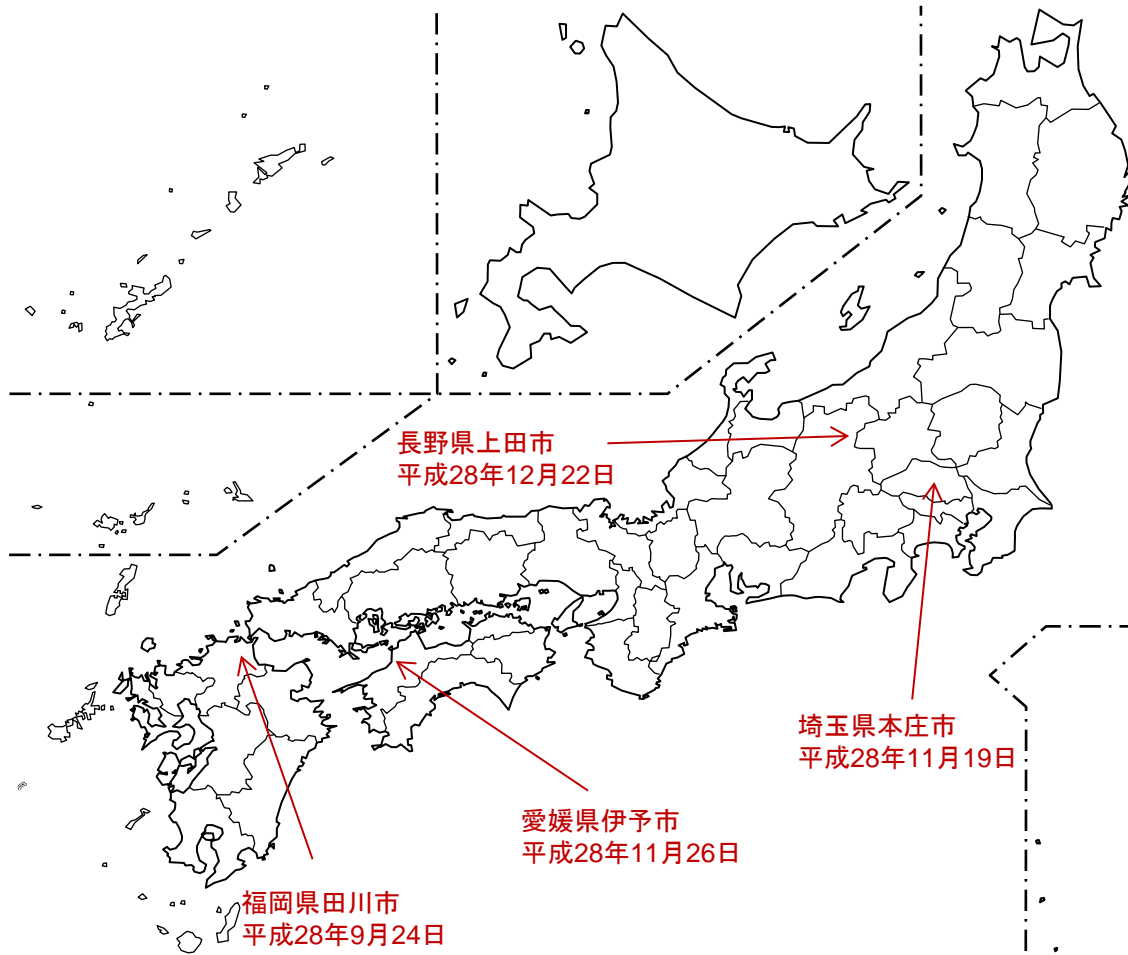 長野県上田市
平成28年12月22日
埼玉県本庄市
平成28年11月19日
愛媛県伊予市
平成28年11月26日
福岡県田川市
平成28年9月24日